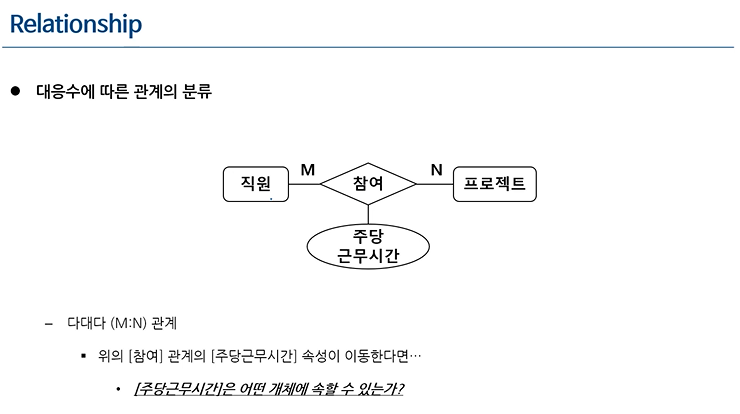 Relationship
● 대응수에 따른 관계의 분류
M N
직원 참여 프로젝트
주당
근무시간
– 다대다 (M:N) 관계
▪ 위의 [참여] 관계의 [주당근무시간] 속성이 이동한다면…
• [주당근무시간]은 어떤 개체에 속할 수 있는가?